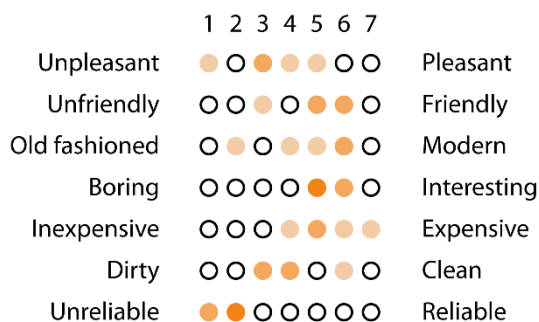 1 2 3 4 5 6 7
Unpleasant Pleasant
Unfriendly Friendly
Old fashioned Modern
Boring Interesting
Inexpensive Expensive
Dirty Clean
Unreliable Reliable